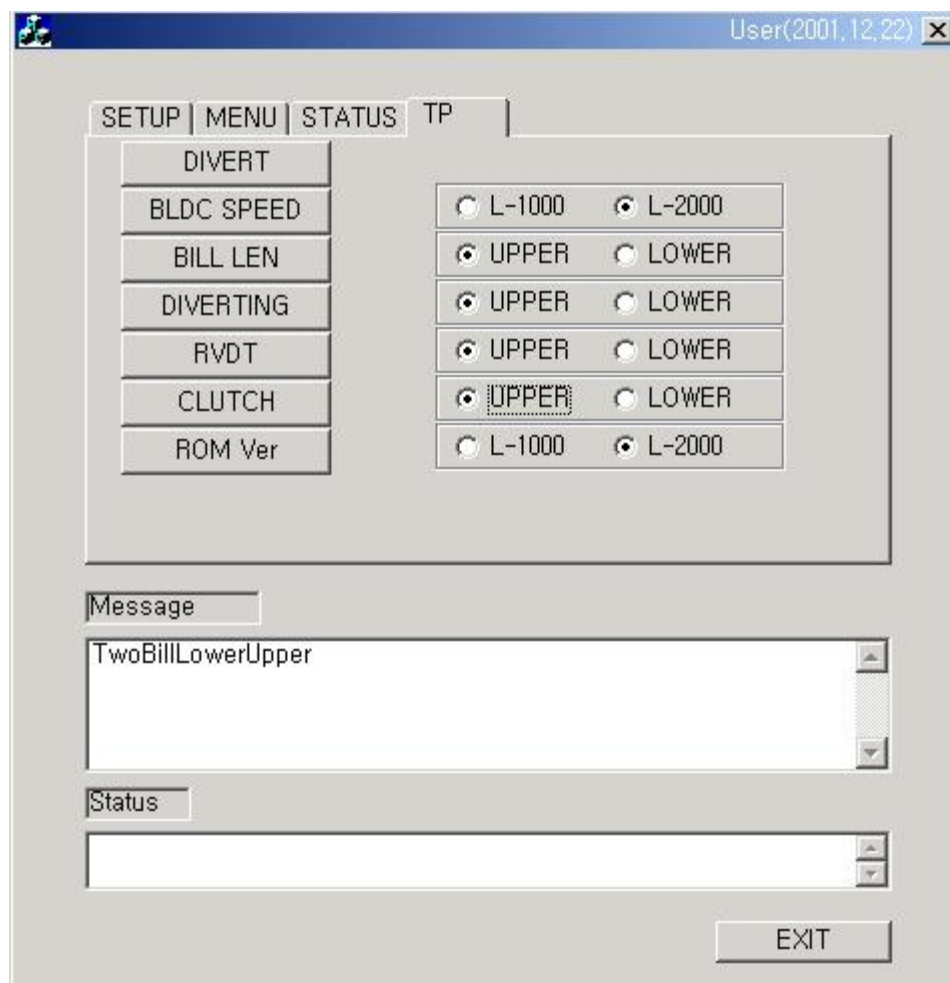 User(2001,12,22)
SETUP MENU STATUS TP
DIVERT
BLDC SPEED L-1000 L-2000
BILL LEN UPPER LOWER
DIVERTING UPPER LOWER
RVDT UPPER LOWER
CLUTCH UPPER LOWER
ROM Ver L-1000 L-2000
Message
TwoBillLowerUpper
Status
EXIT